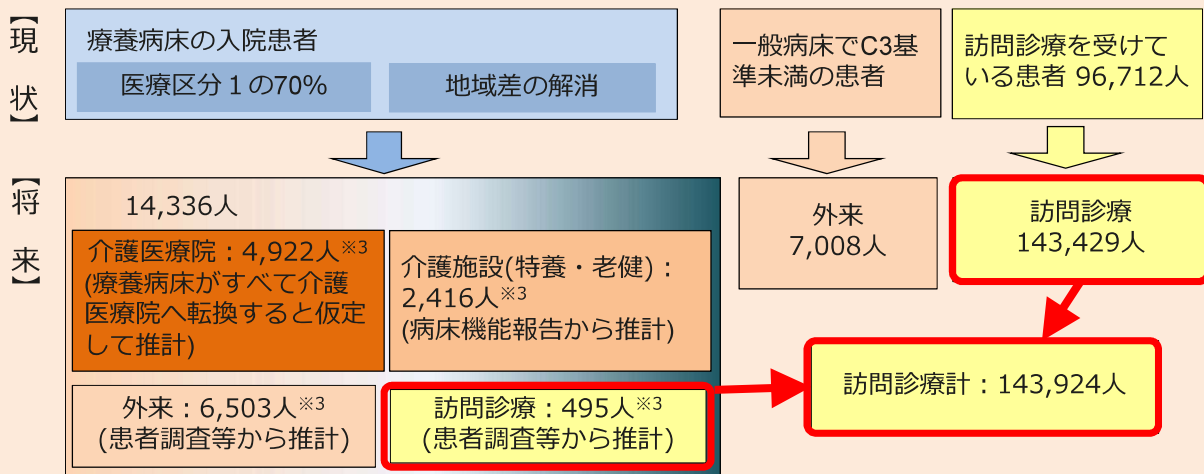 【現状】
療養病床の入院患者
医療区分１の70%
地域差の解消
一般病床でC3基
準未満の患者
訪問診療を受けて
いる患者 96,712人
【将来】
14,336人
介護医療院：4,922人※3
(療養病床がすべて介護
医療院へ転換すると仮定
して推計)
介護施設(特養・老健)：
2,416人※3
(病床機能報告から推計)
外来：6,503人※3
(患者調査等から推計)
訪問診療：495人※3
(患者調査等から推計)
外来
7,008人
訪問診療
143,429人
訪問診療計：143,924人